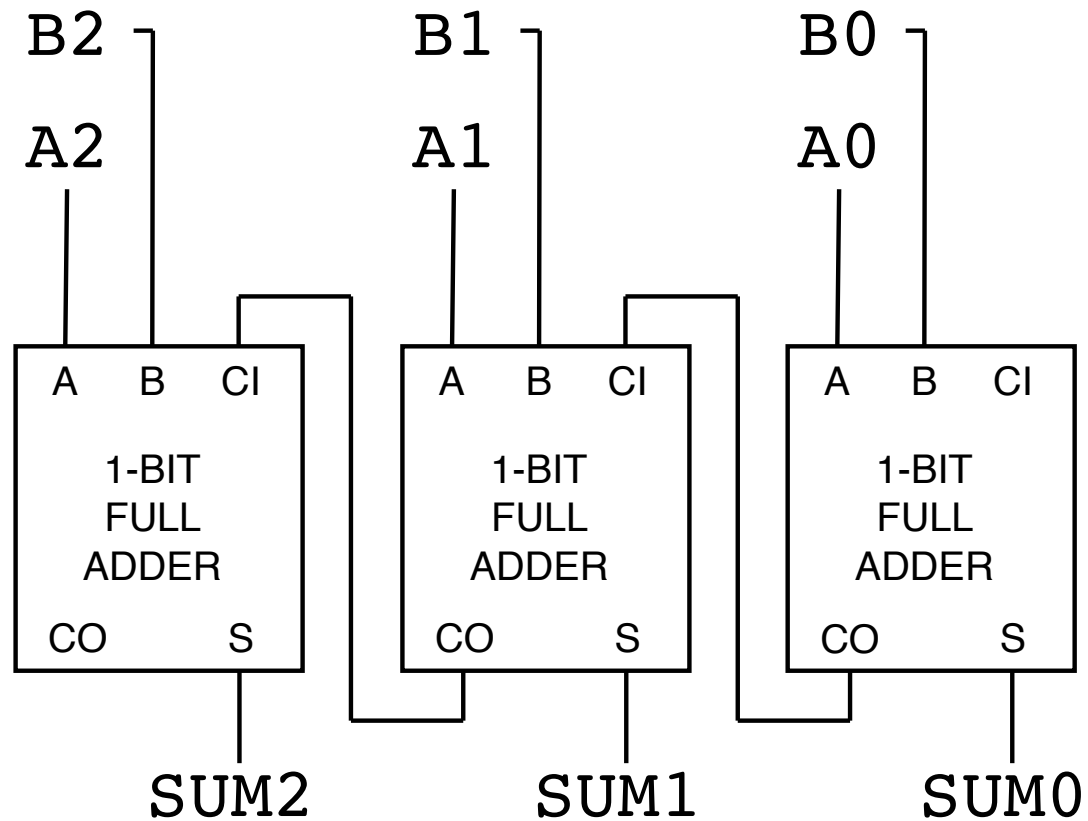 B2 B1 B0
A2 A1 A0
A B CI A B CI A B CI
1-BIT 1-BIT 1-BIT
FULL FULL FULL
ADDER ADDER ADDER
CO S CO S CO S
SUM2 SUM1 SUM0